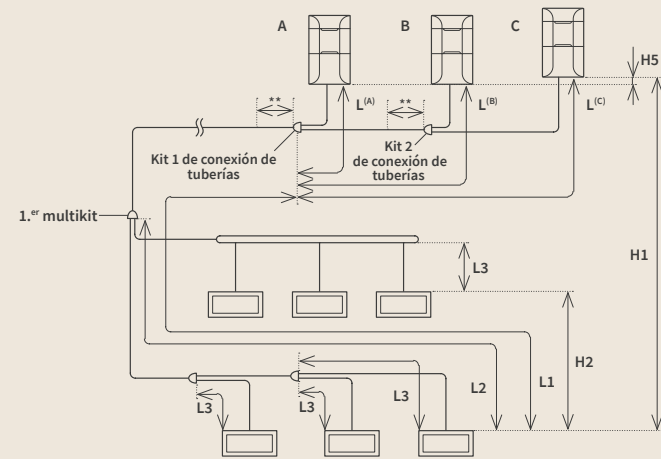 A
B
C
H5
**
L(A)
**
L(B)
L(C)
Kit 1 de conexión de
tuberías
Kit 2
de conexión de
tuberías
1.er multikit
L3
H1
H2
L3
L3
L3
L2
L1